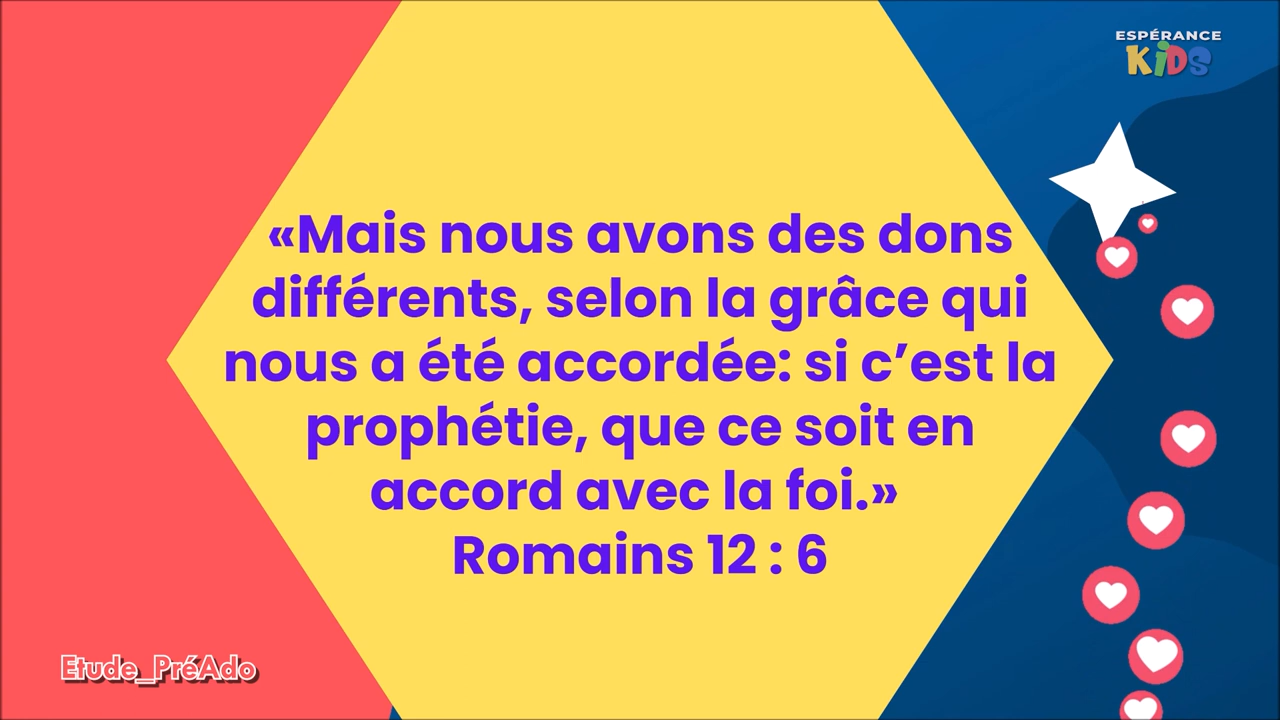 ESPÉRANCE
KiDS
«Mais nous avons des dons
différents, selon la grâce qui
nous a été accordée: si c’est la
prophétie, que ce soit en
accord avec la foi.»
Romains 12 : 6
Etude_PréAdo